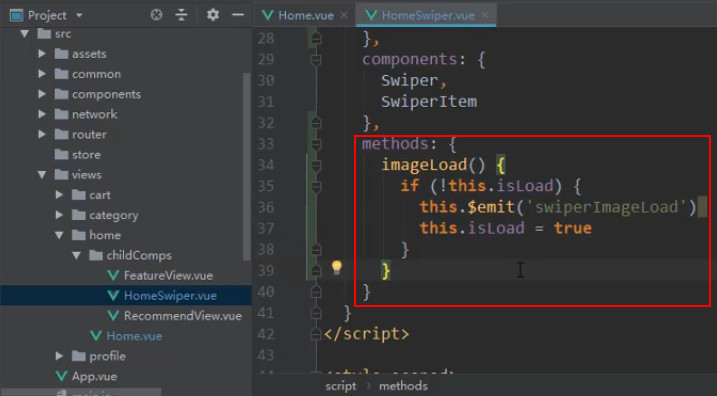 Project
Home.vue
HomeSwiper.vue
src
assets
common
components
network
router
store
views
cart
category
home
childComps
FeatureView.vue
HomeSwiper.vue
RecommendView.vue
Home.vue
profile
App.vue
28 },
29 components: {
30 Swiper,
31 SwiperItem
32 },
33 methods: {
34 imageLoad() {
35 if (!this.isLoad) {
36 this.$emit('swiperImageLoad')
37 this.isLoad = true
38 }
39 }
40 }
41 }
42 </script>
43
44 <style scoped>
script
methods